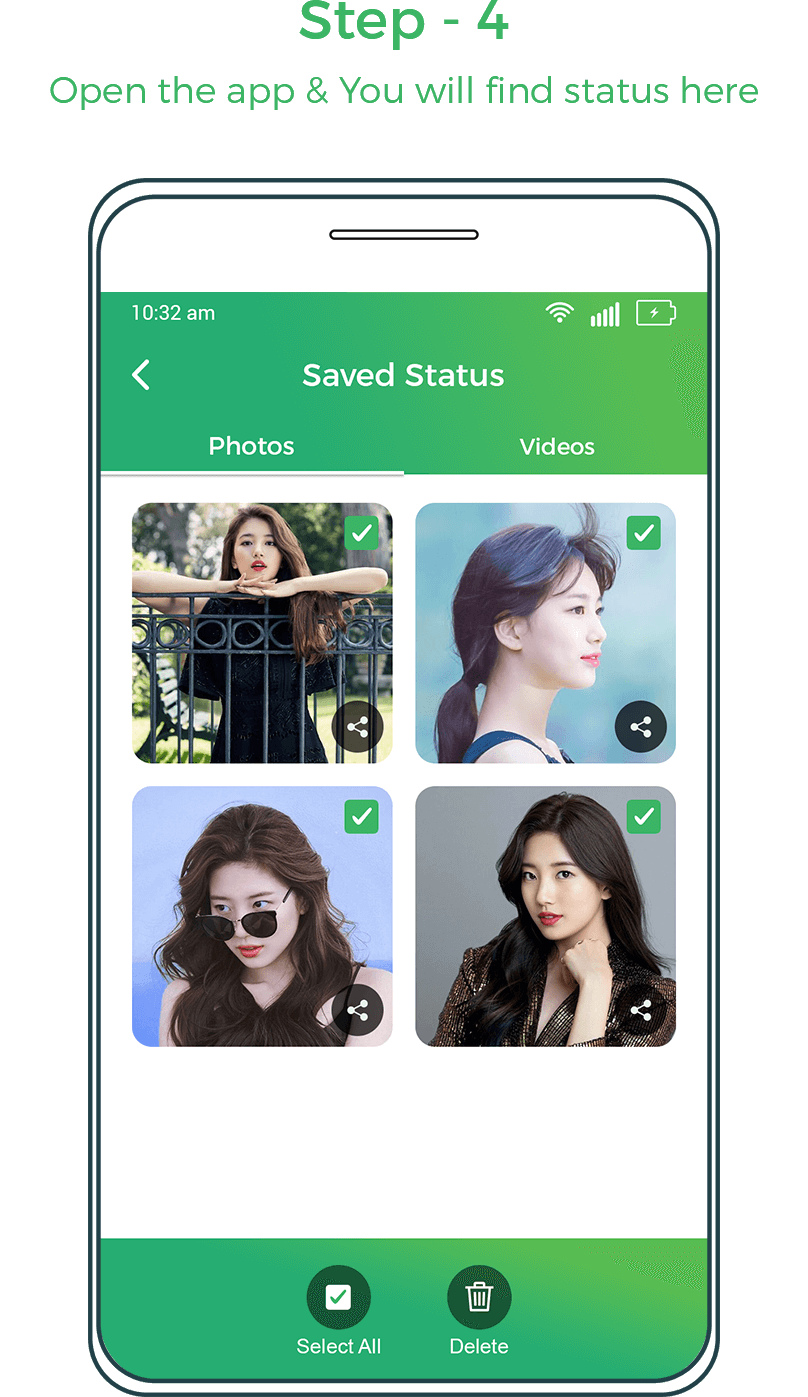 Step - 4
Open the app & You will find status here
10:32 am
Saved Status
Photos Videos
Select All Delete